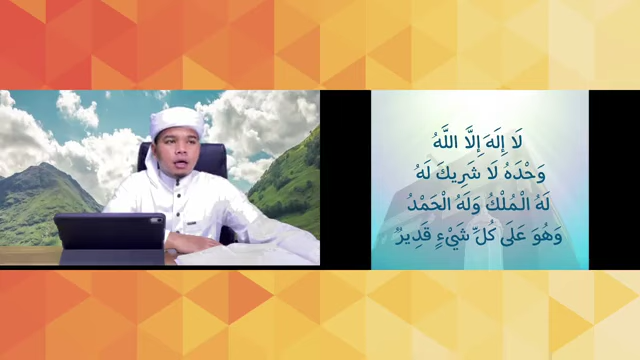 لَا إِلَهَ إِلَّا اللَّهُ
وَحْدَهُ لَا شَرِيكَ لَهُ
لَهُ الْمُلْكُ وَلَهُ الْحَمْدُ
وَهُوَ عَلَى كُلِّ شَيْءٍ قَدِيرٌ